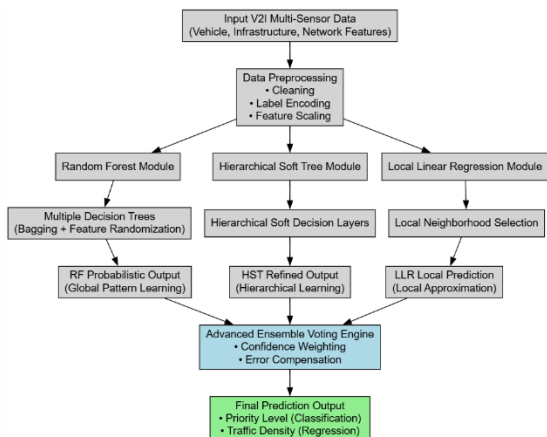 Input V2I Multi-Sensor Data
(Vehicle, Infrastructure, Network Features)
Data Preprocessing
• Cleaning
• Label Encoding
• Feature Scaling
Random Forest Module
Hierarchical Soft Tree Module
Local Linear Regression Module
Multiple Decision Trees
(Bagging + Feature Randomization)
Hierarchical Soft Decision Layers
Local Neighborhood Selection
RF Probabilistic Output
(Global Pattern Learning)
HST Refined Output
(Hierarchical Learning)
LLR Local Prediction
(Local Approximation)
Advanced Ensemble Voting Engine
• Confidence Weighting
• Error Compensation
Final Prediction Output
• Priority Level (Classification)
• Traffic Density (Regression)